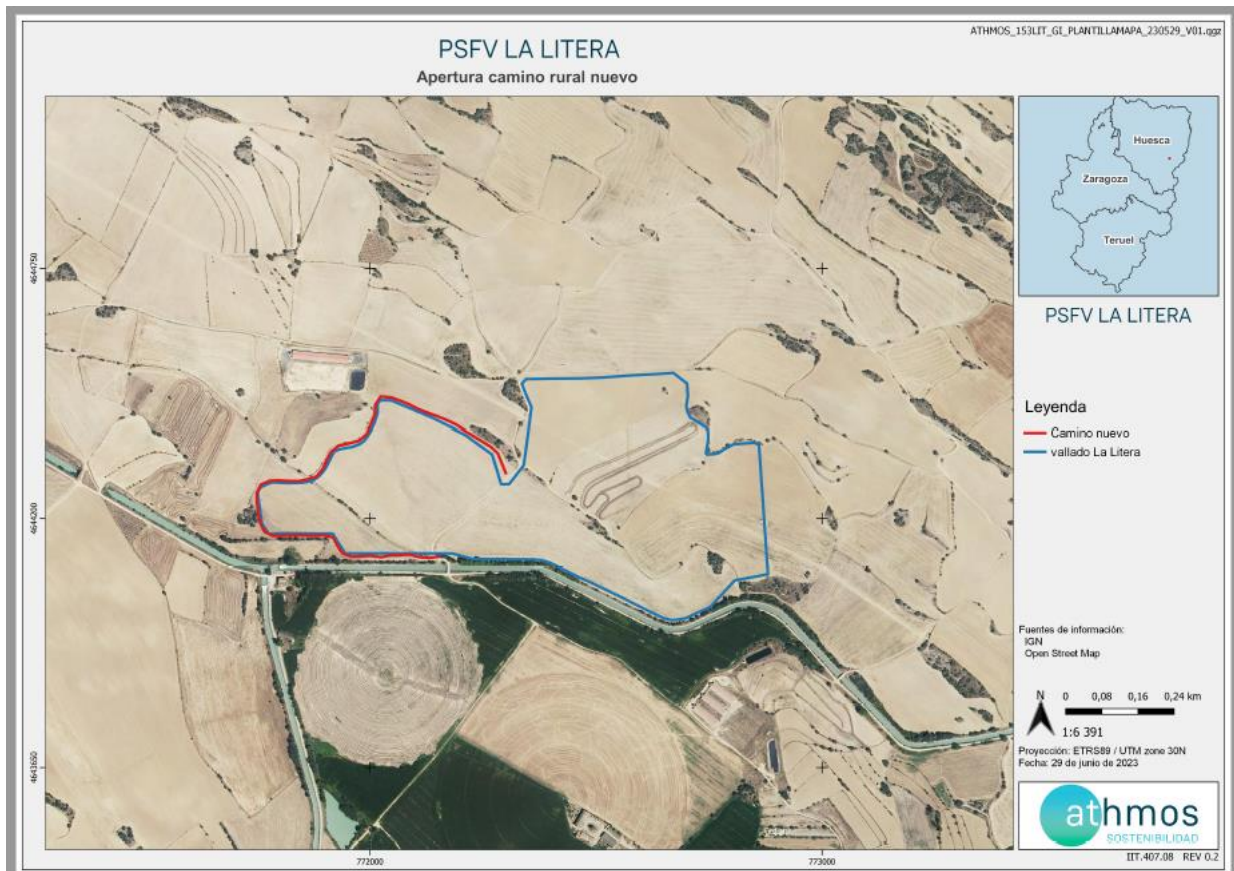 ATHMOS_153LIT_GI_PLANTILLAMAPA_230529_V01.qgz
PSFV LA LITERA
Apertura camino rural nuevo
Huesca
Zaragoza
Teruel
PSFV LA LITERA
Leyenda
Camino nuevo
vallado La Litera
Fuentes de información:
IGN
Open Street Map
N
0 0,08 0,16 0,24 km
1:6 391
Proyección: ETRS89 / UTM zone 30N
Fecha: 29 de junio de 2023
athmos
SOSTENIBILIDAD
IIT.407.08 REV 0.2
4644750
4644200
4643650
772000
773000